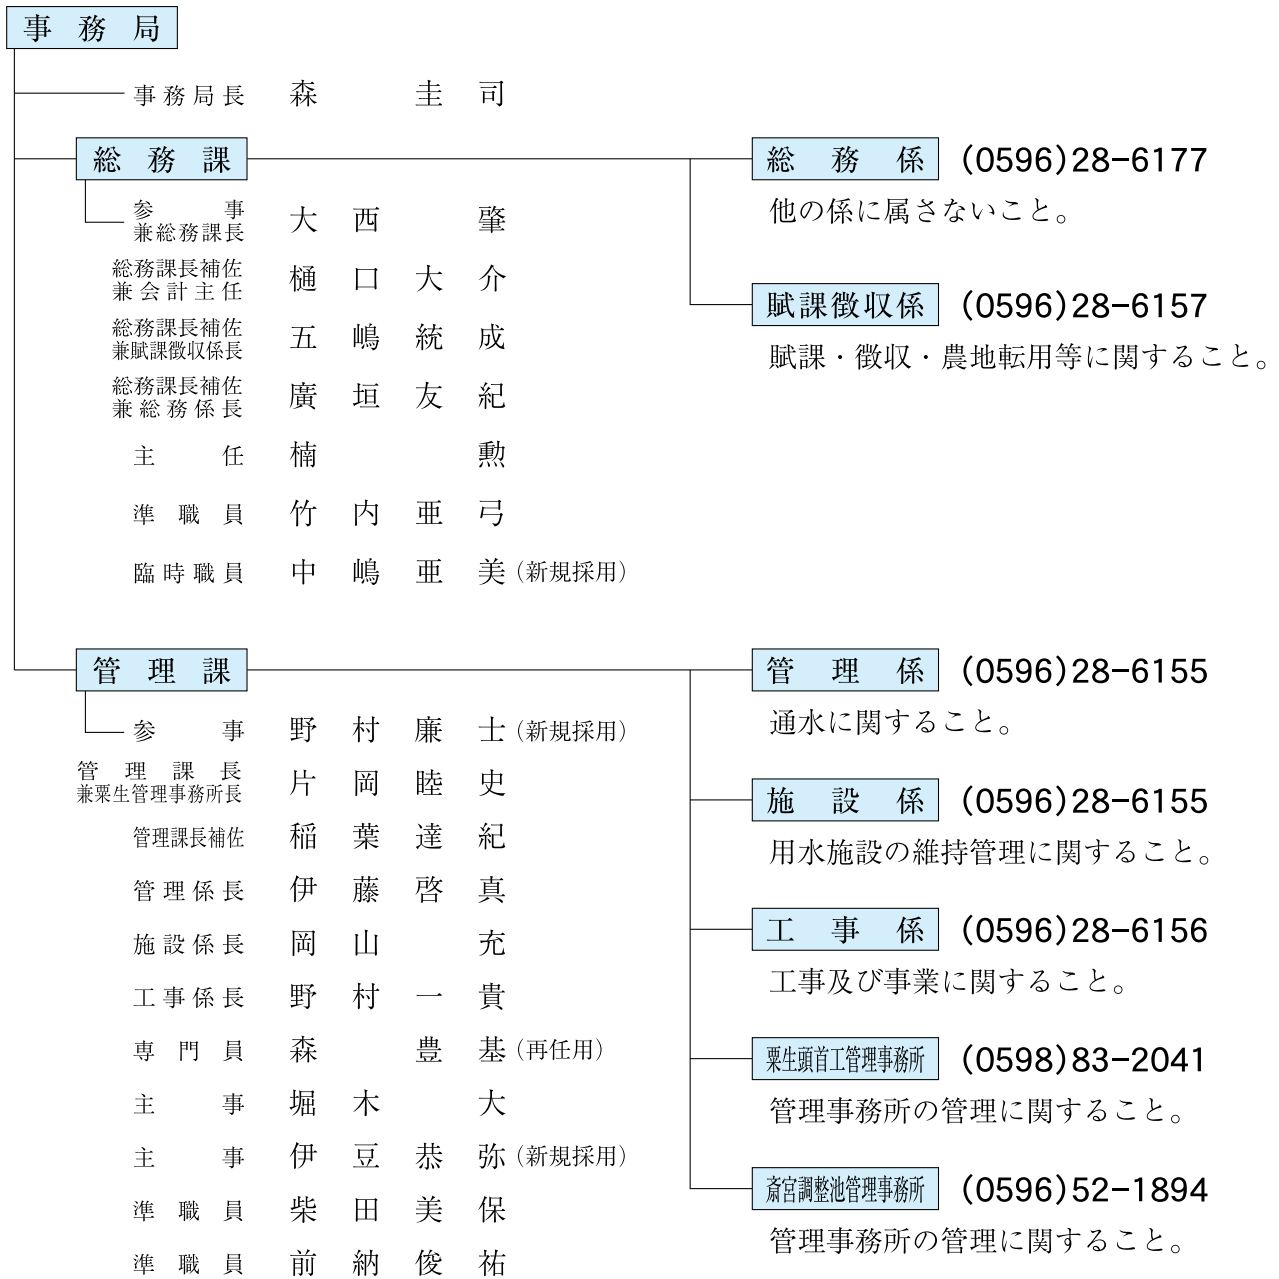 事務局
事務局長 森 圭司
総務課
参事
兼総務課長 大西 肇
総務課長補佐
兼会計主任 樋口大介
総務課長補佐
兼賦課徴収係長 五嶋統成
総務課長補佐
兼総務係長 廣垣友紀
主任 楠 勲
準職員 竹内亜弓
臨時職員 中嶋亜美(新規採用)
総務係 (0596)28-6177
他の係に属さないこと。
賦課徴収係 (0596)28-6157
賦課・徴収・農地転用等に関すること。
管理課
参事 野村廉士(新規採用)
管理課長
兼粟生管理事務所長 片岡睦史
管理課長補佐 稲葉達紀
管理係長 伊藤啓真
施設係長 岡山 充
工事係長 野村一貴
専門員 森 豊基(再任用)
主事 堀木 大
主事 伊豆恭弥(新規採用)
準職員 柴田美保
準職員 前納俊祐
管理係 (0596)28-6155
通水に関すること。
施設係 (0596)28-6155
用水施設の維持管理に関すること。
工事係 (0596)28-6156
工事及び事業に関すること。
粟生頭首工管理事務所 (0598)83-2041
管理事務所の管理に関すること。
斎宮調整池管理事務所 (0596)52-1894
管理事務所の管理に関すること。